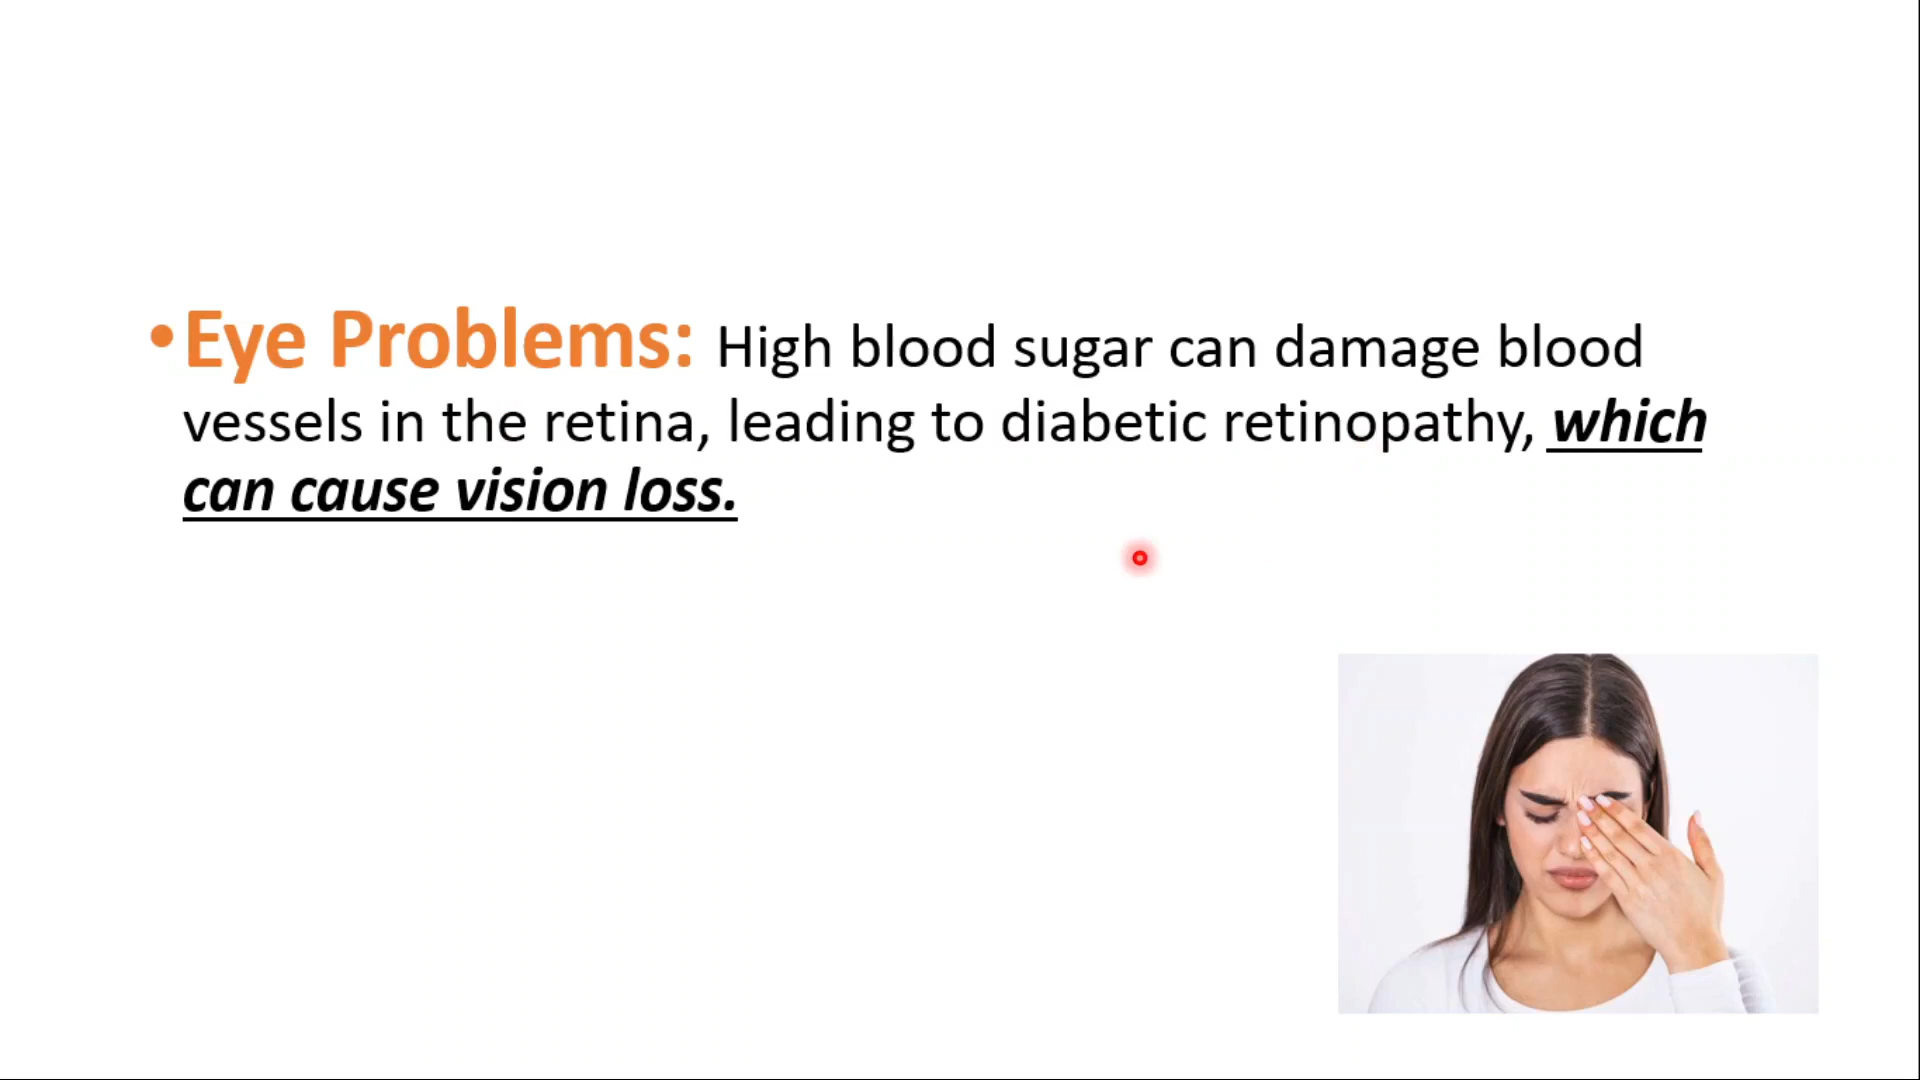 •Eye Problems: High blood sugar can damage blood
vessels in the retina, leading to diabetic retinopathy, which
can cause vision loss.